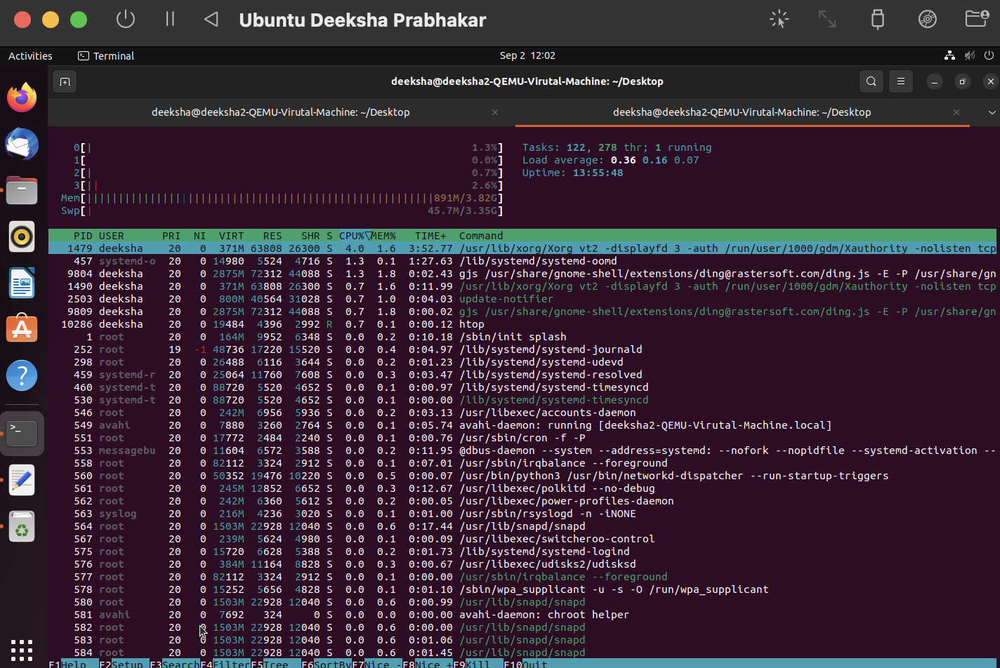 Ubuntu Deeksha Prabhakar
Activities Terminal Sep 2 12:02
deeksha@deeksha2-QEMU-Virutal-Machine: ~/Desktop
deeksha@deeksha2-QEMU-Virutal-Machine: ~/Desktop × deeksha@deeksha2-QEMU-Virutal-Machine: ~/Desktop ×
0[| 1.3%] Tasks: 122, 278 thr; 1 running
1[ 0.0%] Load average: 0.36 0.16 0.07
2[| 0.7%] Uptime: 13:55:48
3[|| 2.6%]
Mem[|||||||||||||||||||||||||||||||||||||||||||||||||||||||891M/3.82G]
Swp[| 45.7M/3.35G]
PID USER PRI NI VIRT RES SHR S CPU%▽MEM% TIME+ Command
1479 deeksha 20 0 371M 63808 26300 S 4.0 1.6 3:52.77 /usr/lib/xorg/Xorg vt2 -displayfd 3 -auth /run/user/1000/gdm/Xauthority -nolisten tcp
457 systemd-o 20 0 14980 5524 4716 S 1.3 0.1 1:27.63 /lib/systemd/systemd-oomd
9804 deeksha 20 0 2875M 72312 44088 S 1.3 1.8 0:02.43 gjs /usr/share/gnome-shell/extensions/ding@rastersoft.com/ding.js -E -P /usr/share/gn
1490 deeksha 20 0 371M 63808 26300 S 0.7 1.6 0:11.99 /usr/lib/xorg/Xorg vt2 -displayfd 3 -auth /run/user/1000/gdm/Xauthority -nolisten tcp
2503 deeksha 20 0 800M 40564 31028 S 0.7 1.0 0:04.03 update-notifier
9809 deeksha 20 0 2875M 72312 44088 S 0.7 1.8 0:00.02 gjs /usr/share/gnome-shell/extensions/ding@rastersoft.com/ding.js -E -P /usr/share/gn
10286 deeksha 20 0 19484 4396 2992 R 0.7 0.1 0:00.12 htop
1 root 20 0 164M 9952 6348 S 0.0 0.2 0:10.18 /sbin/init splash
252 root 19 -1 48736 17220 15520 S 0.0 0.4 0:04.97 /lib/systemd/systemd-journald
298 root 20 0 26488 6116 3644 S 0.0 0.2 0:01.23 /lib/systemd/systemd-udevd
459 systemd-r 20 0 25064 11760 7608 S 0.0 0.3 0:03.47 /lib/systemd/systemd-resolved
460 systemd-t 20 0 88720 5520 4652 S 0.0 0.1 0:00.97 /lib/systemd/systemd-timesyncd
530 systemd-t 20 0 88720 5520 4652 S 0.0 0.1 0:00.00 /lib/systemd/systemd-timesyncd
546 root 20 0 242M 6956 5936 S 0.0 0.2 0:03.13 /usr/libexec/accounts-daemon
549 avahi 20 0 7880 3260 2764 S 0.0 0.1 0:05.74 avahi-daemon: running [deeksha2-QEMU-Virutal-Machine.local]
551 root 20 0 17772 2484 2240 S 0.0 0.1 0:00.76 /usr/sbin/cron -f -P
553 messagebu 20 0 11604 6572 3588 S 0.0 0.2 0:11.95 @dbus-daemon --system --address=systemd: --nofork --nopidfile --systemd-activation --
558 root 20 0 82112 3324 2912 S 0.0 0.1 0:07.01 /usr/sbin/irqbalance --foreground
560 root 20 0 50352 19476 10220 S 0.0 0.5 0:00.07 /usr/bin/python3 /usr/bin/networkd-dispatcher --run-startup-triggers
561 root 20 0 245M 12852 6652 S 0.0 0.3 0:12.67 /usr/libexec/polkitd --no-debug
562 root 20 0 242M 6360 5612 S 0.0 0.2 0:00.05 /usr/libexec/power-profiles-daemon
563 syslog 20 0 216M 4236 3020 S 0.0 0.1 0:01.00 /usr/sbin/rsyslogd -n -iNONE
564 root 20 0 1503M 22928 12040 S 0.0 0.6 0:17.44 /usr/lib/snapd/snapd
567 root 20 0 239M 5624 4980 S 0.0 0.1 0:00.09 /usr/libexec/switcheroo-control
575 root 20 0 15720 6628 5388 S 0.0 0.2 0:01.73 /lib/systemd/systemd-logind
576 root 20 0 384M 11164 8828 S 0.0 0.3 0:00.67 /usr/libexec/udisks2/udisksd
577 root 20 0 82112 3324 2912 S 0.0 0.1 0:00.00 /usr/sbin/irqbalance --foreground
578 root 20 0 15252 5656 4828 S 0.0 0.1 0:01.10 /sbin/wpa_supplicant -u -s -O /run/wpa_supplicant
580 root 20 0 1503M 22928 12040 S 0.0 0.6 0:00.99 /usr/lib/snapd/snapd
581 avahi 20 0 7692 324 0 S 0.0 0.0 0:00.00 avahi-daemon: chroot helper
582 root 20 0 1503M 22928 12040 S 0.0 0.6 0:00.00 /usr/lib/snapd/snapd
583 root 20 0 1503M 22928 12040 S 0.0 0.6 0:01.06 /usr/lib/snapd/snapd
584 root 20 0 1503M 22928 12040 S 0.0 0.6 0:01.45 /usr/lib/snapd/snapd
F1Help F2Setup F3SearchF4FilterF5Tree F6SortByF7Nice -F8Nice +F9Kill F10Quit